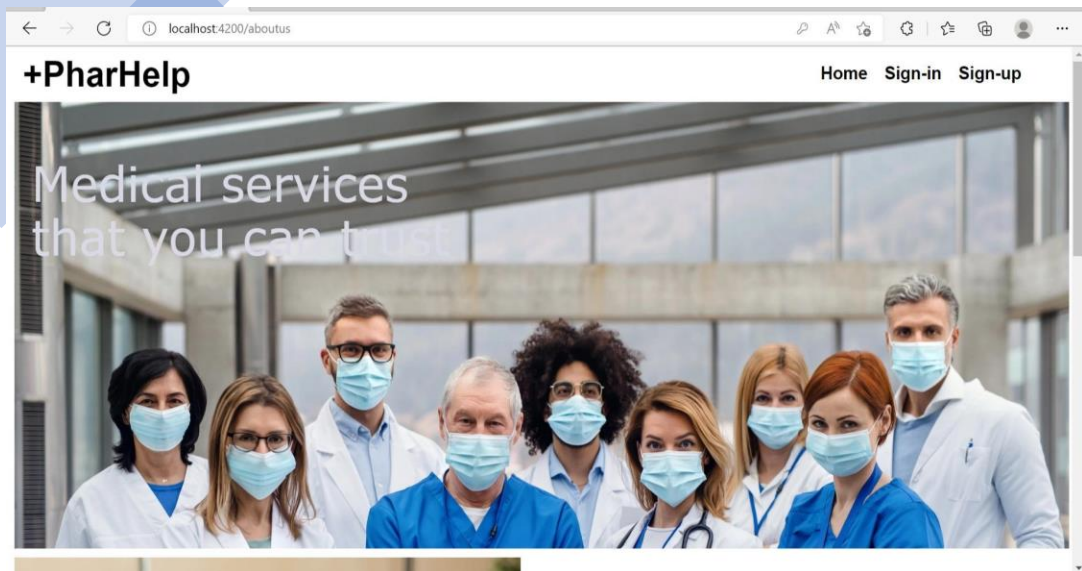 localhost:4200/aboutus
+PharHelp
Home Sign-in Sign-up
Medical services
that you can trust